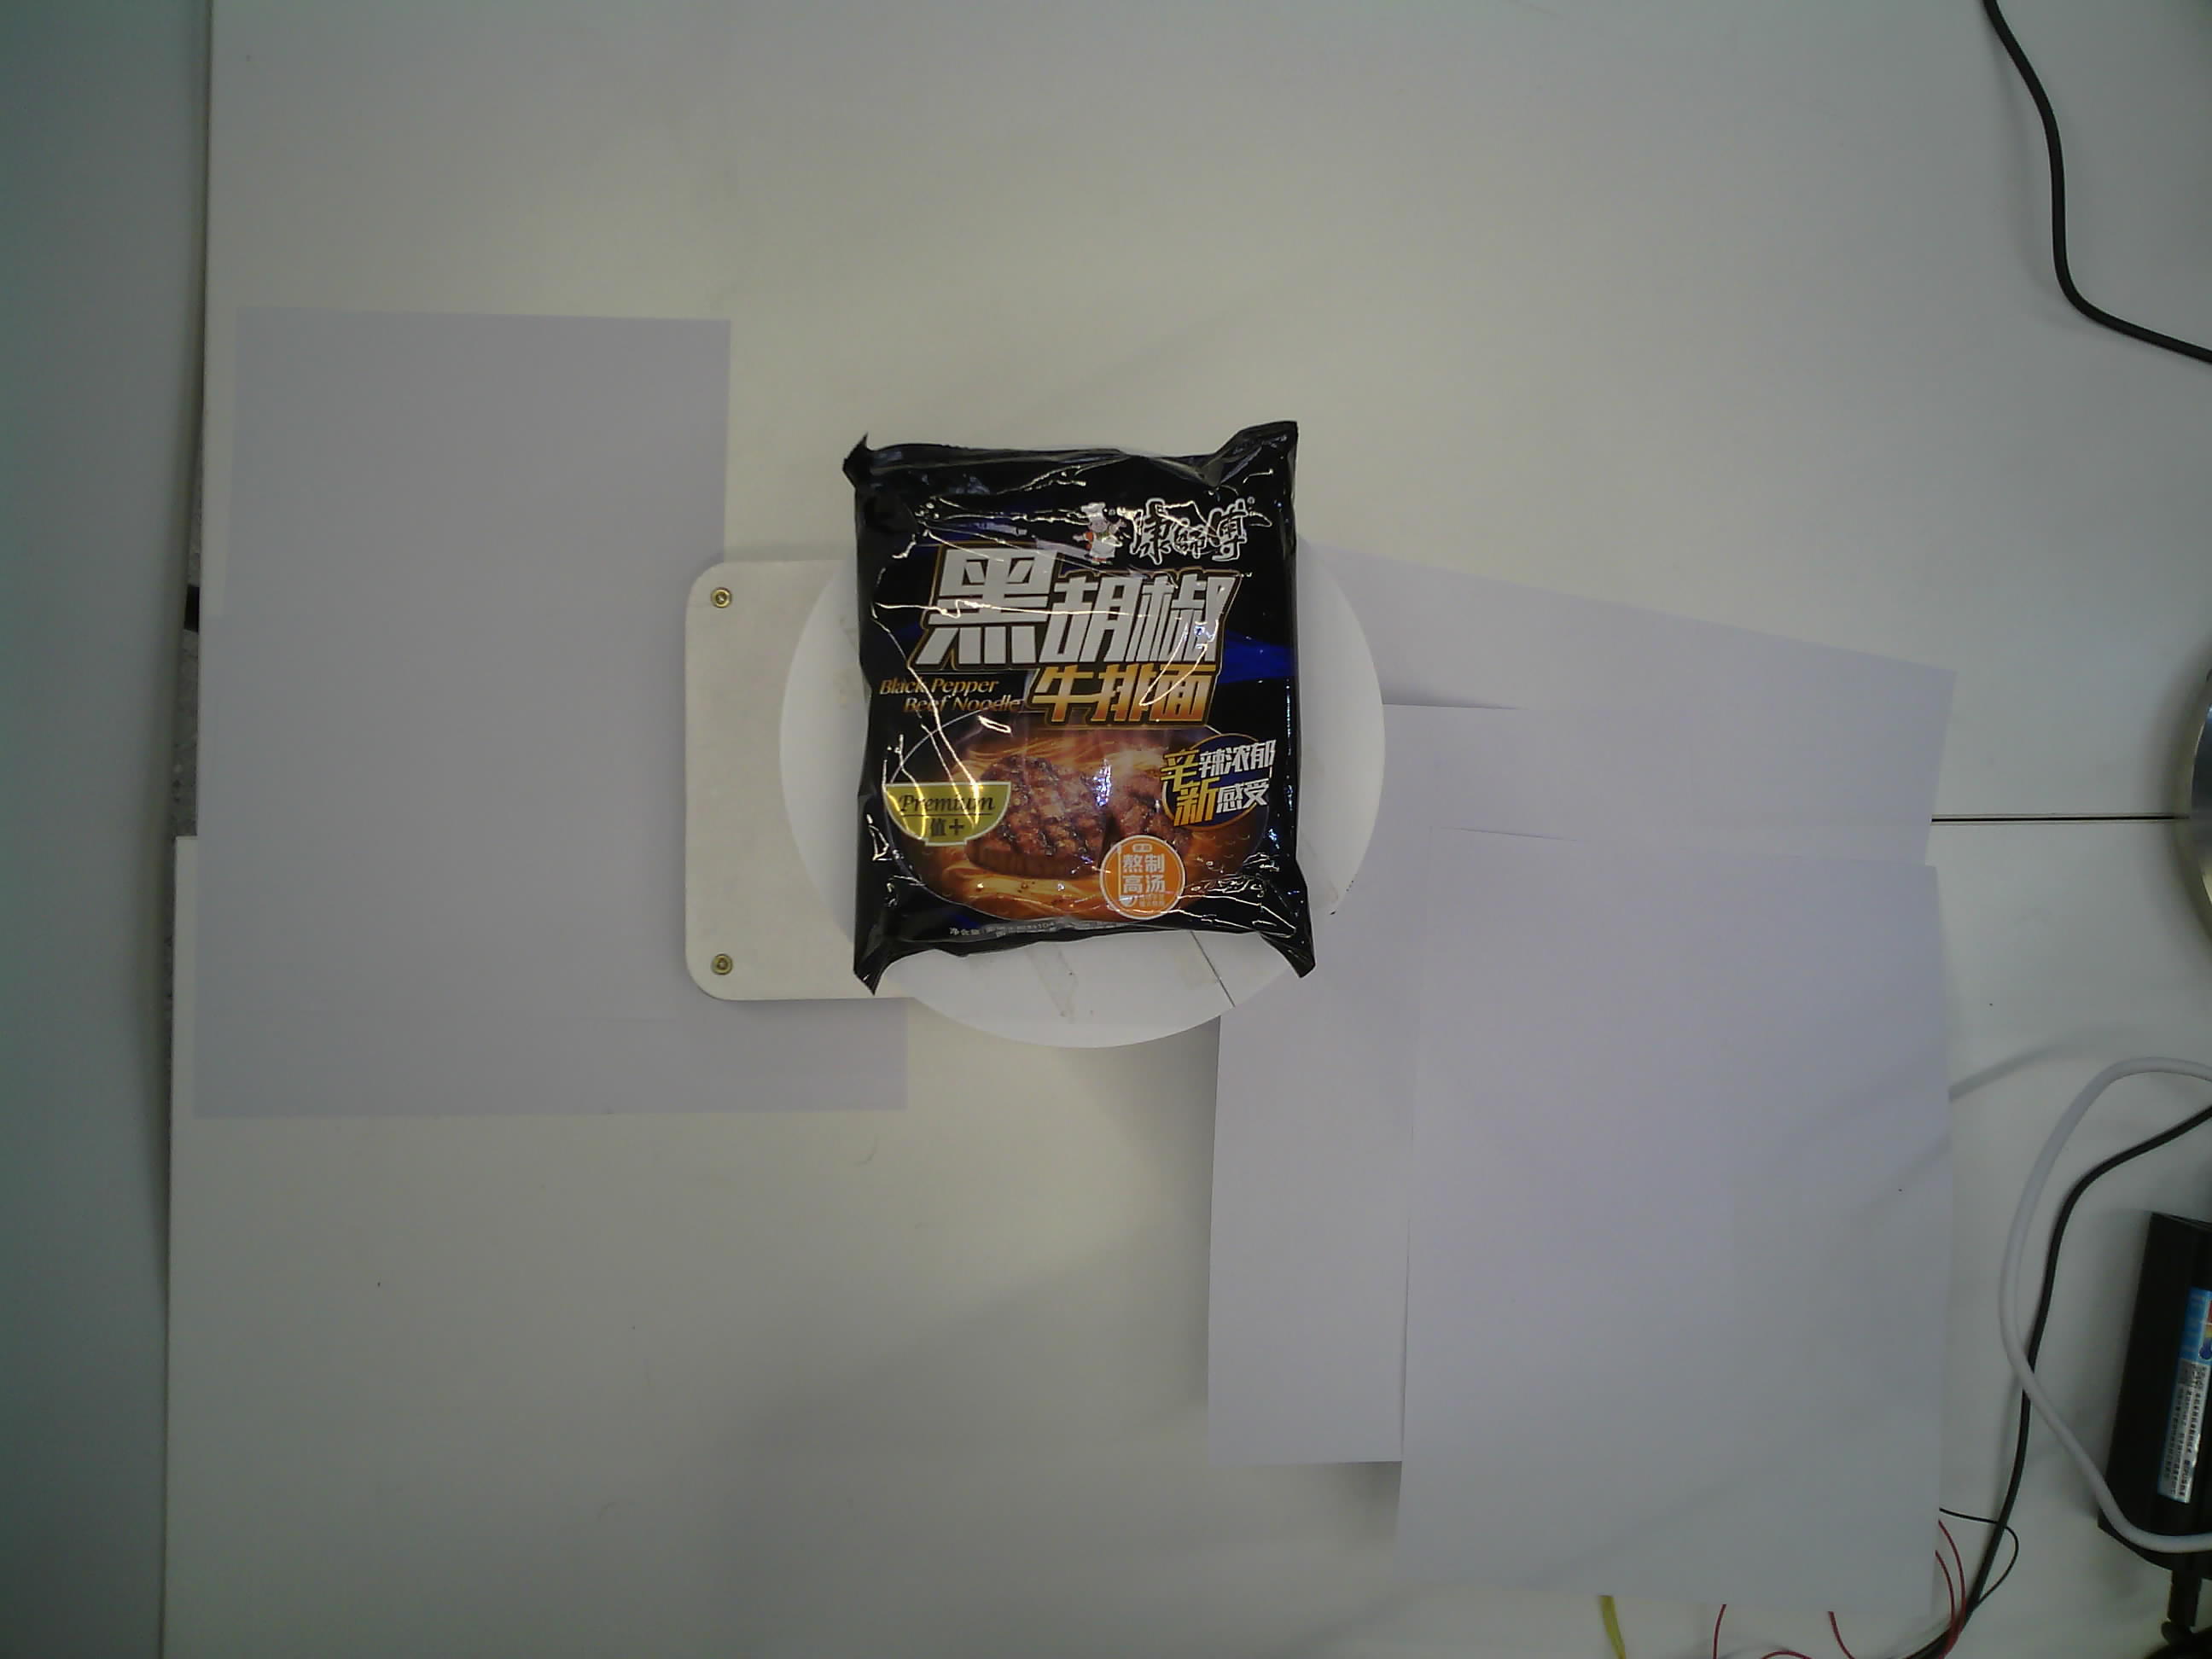 康师傅
黑胡椒
牛排面
Black Pepper
Beef Noodle
辛辣浓郁
新感受
Premium
值+
熬制
高汤